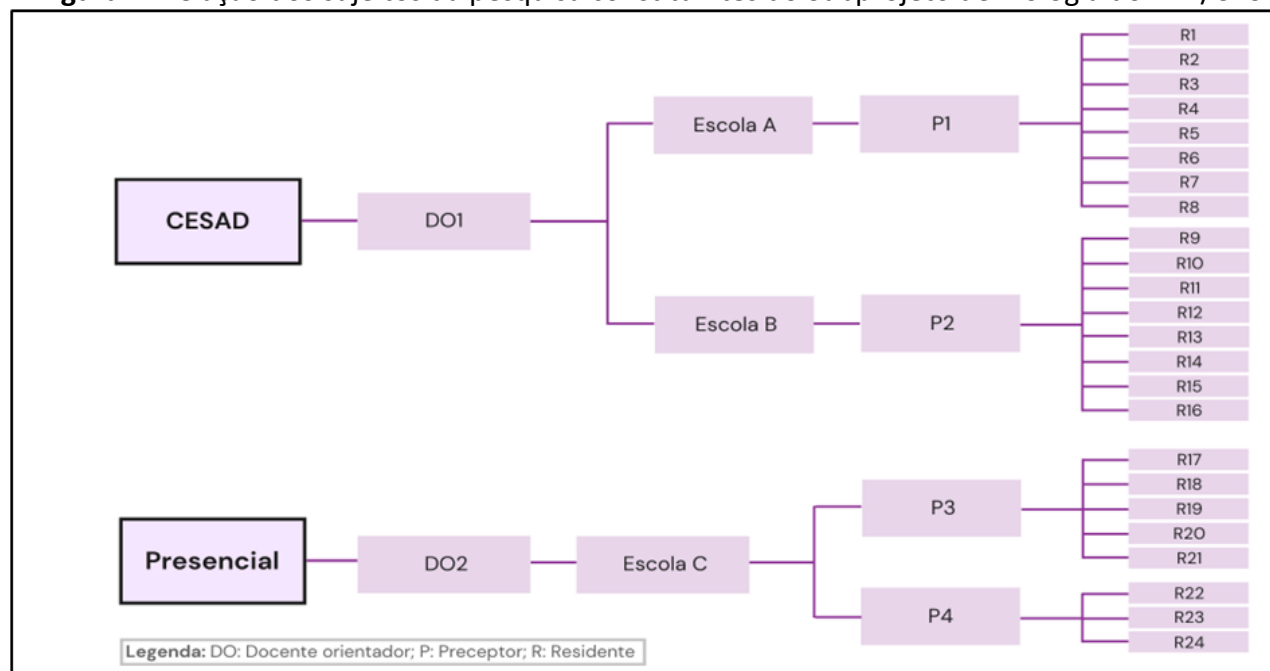 CESAD
DO1
Escola A
P1
R1
R2
R3
R4
R5
R6
R7
R8
Escola B
P2
R9
R10
R11
R12
R13
R14
R15
R16
Presencial
DO2
Escola C
P3
R17
R18
R19
R20
R21
P4
R22
R23
R24
Legenda: DO: Docente orientador; P: Preceptor; R: Residente